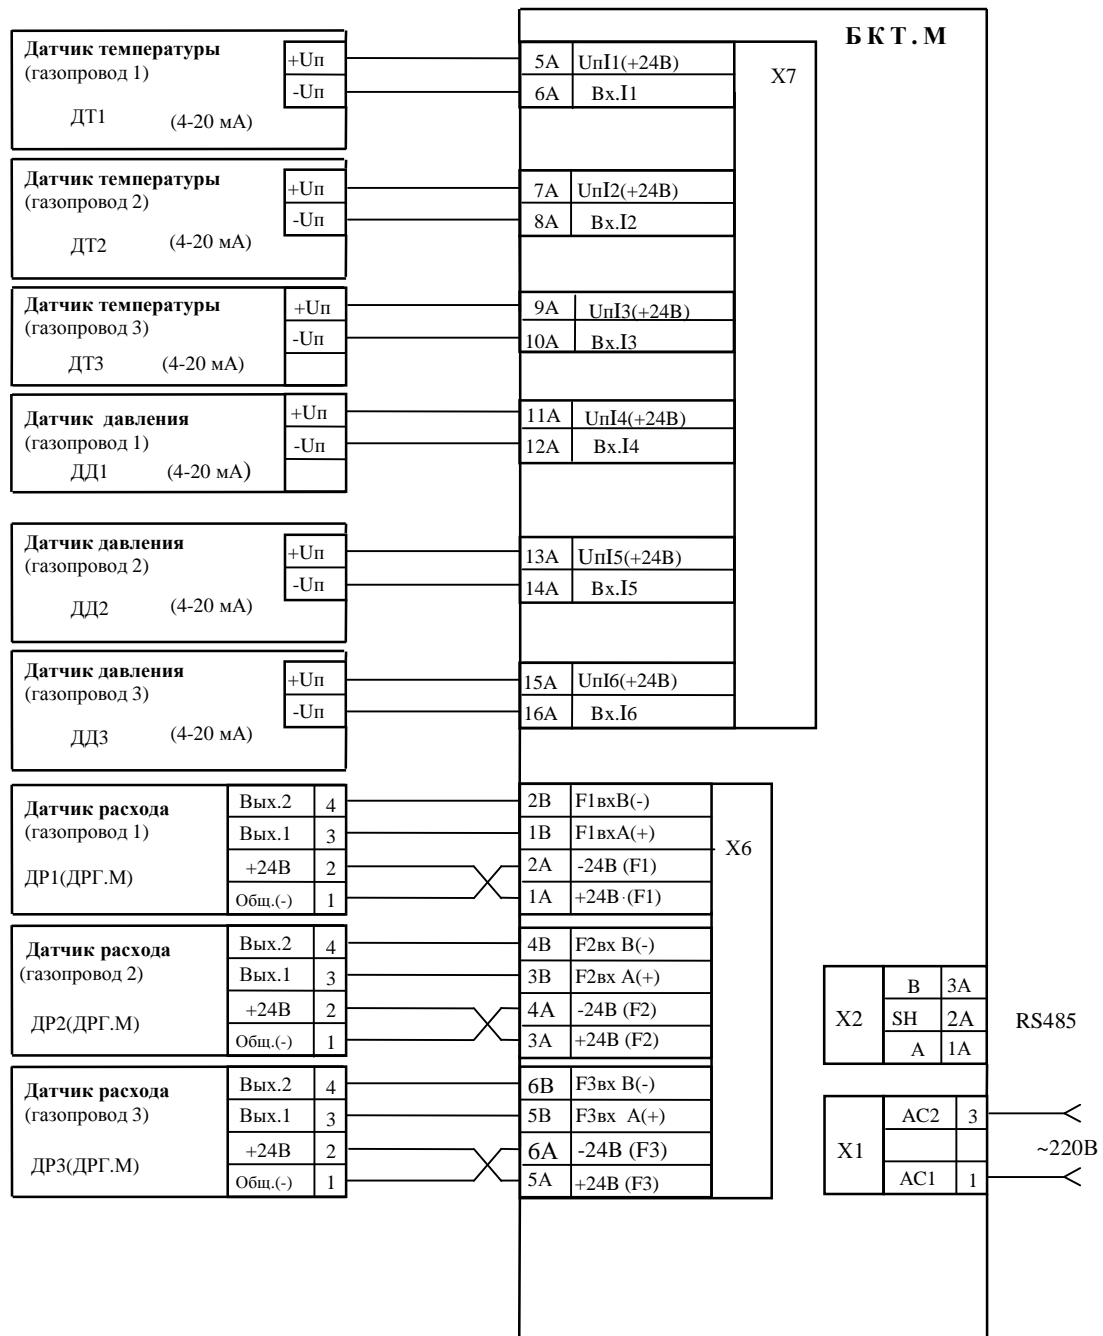 БКТ.М
Датчик температуры
(газопровод 1)
ДТ1 (4-20 мА)
+Uп
-Uп
5А UпI1(+24В)
6А Вх.I1
X7
Датчик температуры
(газопровод 2)
ДТ2 (4-20 мА)
+Uп
-Uп
7А UпI2(+24В)
8А Вх.I2
Датчик температуры
(газопровод 3)
ДТ3 (4-20 мА)
+Uп
-Uп
9А UпI3(+24В)
10А Вх.I3
Датчик давления
(газопровод 1)
ДД1 (4-20 мА)
+Uп
-Uп
11А UпI4(+24В)
12А Вх.I4
Датчик давления
(газопровод 2)
ДД2 (4-20 мА)
+Uп
-Uп
13А UпI5(+24В)
14А Вх.I5
Датчик давления
(газопровод 3)
ДД3 (4-20 мА)
+Uп
-Uп
15А UпI6(+24В)
16А Вх.I6
Датчик расхода
(газопровод 1)
ДР1(ДРГ.М)
Вых.2 4
Вых.1 3
+24В 2
Общ.(-) 1
2В F1вхВ(-)
1В F1вхА(+)
2А -24В (F1)
1А +24В·(F1)
X6
Датчик расхода
(газопровод 2)
ДР2(ДРГ.М)
Вых.2 4
Вых.1 3
+24В 2
Общ.(-) 1
4В F2вх В(-)
3В F2вх А(+)
4А -24В (F2)
3А +24В (F2)
Датчик расхода
(газопровод 3)
ДР3(ДРГ.М)
Вых.2 4
Вых.1 3
+24В 2
Общ.(-) 1
6В F3вх В(-)
5В F3вх А(+)
6А -24В (F3)
5А +24В (F3)
X2
B 3А
SH 2А
A 1А
RS485
X1
AC2 3
AC1 1
~220В